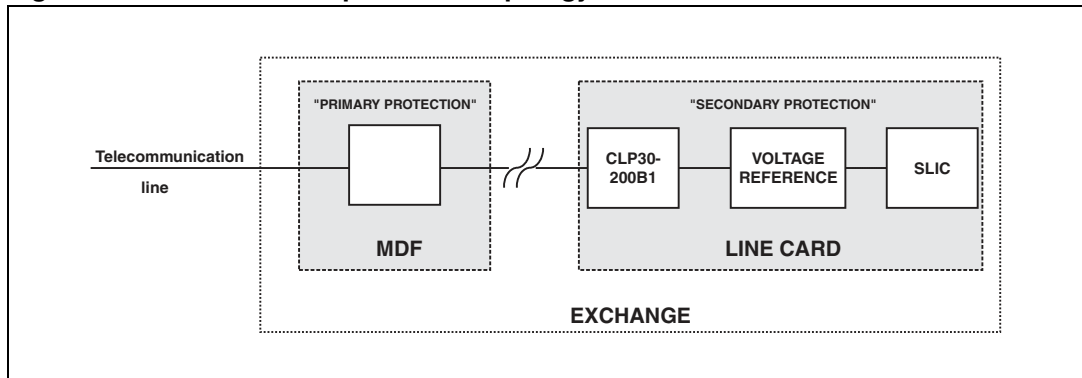 "PRIMARY PROTECTION"
"SECONDARY PROTECTION"
Telecommunication
line
CLP30-
200B1
VOLTAGE
REFERENCE
SLIC
MDF
LINE CARD
EXCHANGE